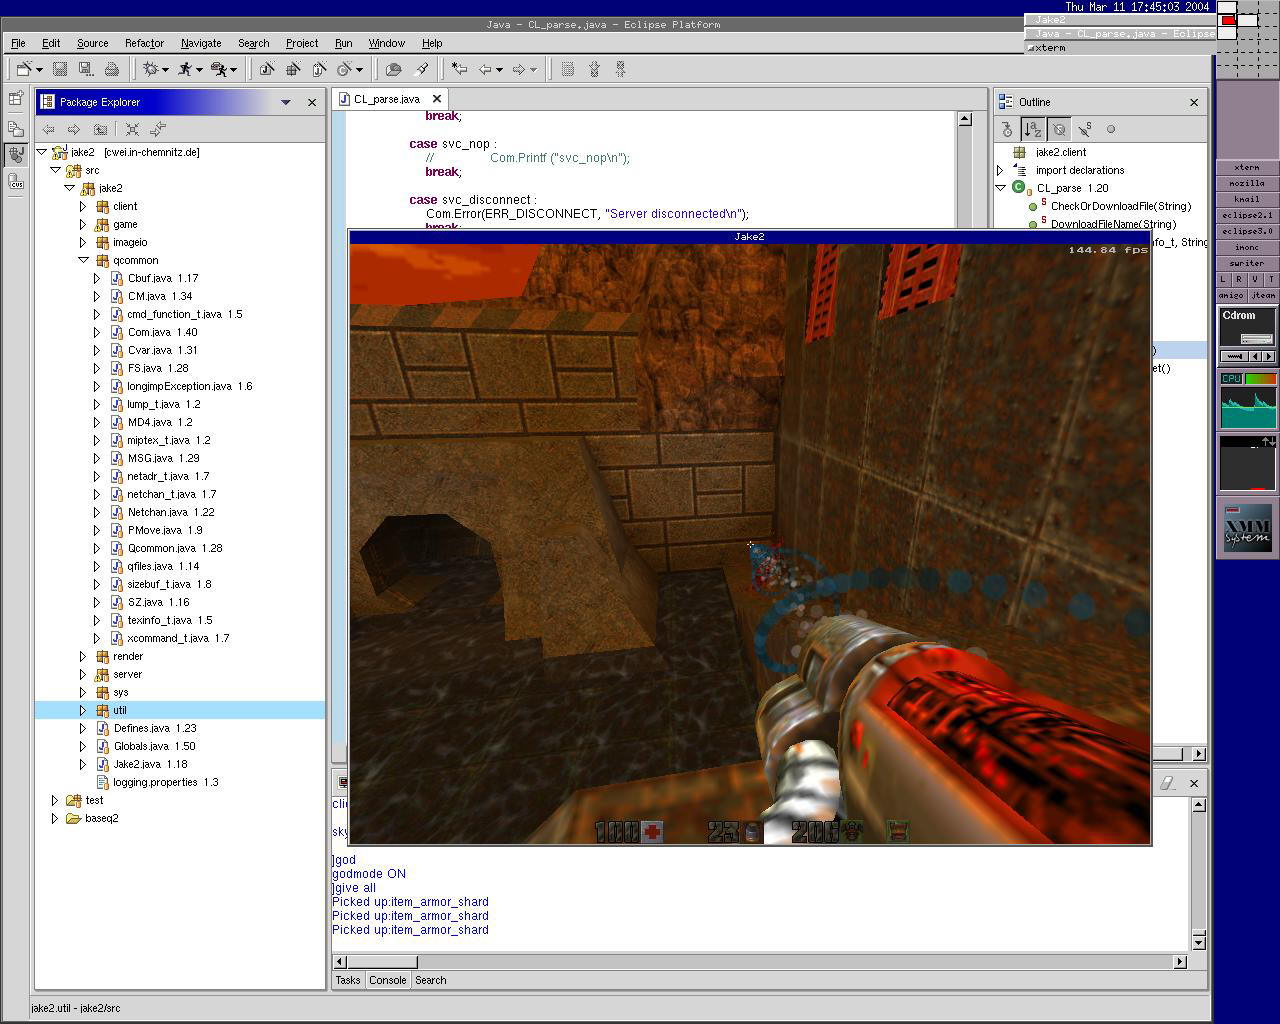 Thu Mar 11 17:45:03 2004
Java - CL_parse.java - Eclipse Platform
Jake2
Java - CL_parse.java - Eclipse
xterm
File Edit Source Refactor Navigate Search Project Run Window Help
Package Explorer
jake2 [cwei.in-chemnitz.de]
src
jake2
client
game
imageio
qcommon
Cbuf.java 1.17
CM.java 1.34
cmd_function_t.java 1.5
Com.java 1.40
Cvar.java 1.31
FS.java 1.28
longjmpException.java 1.6
lump_t.java 1.2
MD4.java 1.2
miptex_t.java 1.2
MSG.java 1.29
netadr_t.java 1.7
netchan_t.java 1.7
Netchan.java 1.22
PMove.java 1.9
Qcommon.java 1.28
qfiles.java 1.14
sizebuf_t.java 1.8
SZ.java 1.16
texinfo_t.java 1.5
xcommand_t.java 1.7
render
server
sys
util
Defines.java 1.23
Globals.java 1.50
Jake2.java 1.18
logging.properties 1.3
test
baseq2
CL_parse.java
break;
case svc_nop :
// Com.Printf ("svc_nop\n");
break;
case svc_disconnect :
Com.Error(ERR_DISCONNECT, "Server disconnected\n");
break;
Jake2
144.84 fps
100 23 206
Outline
jake2.client
import declarations
CL_parse 1.20
CheckOrDownloadFile(String)
DownloadFileName(String)
nfo_t, String
)
et()
cli
sky
]god
godmode ON
]give all
Picked up:item_armor_shard
Picked up:item_armor_shard
Picked up:item_armor_shard
Tasks Console Search
jake2.util - jake2/src
xterm
mozilla
kmail
eclipse2.1
eclipse3.0
imonc
swriter
L R V T
amigo jteam
Cdrom
CPU
XMM
System